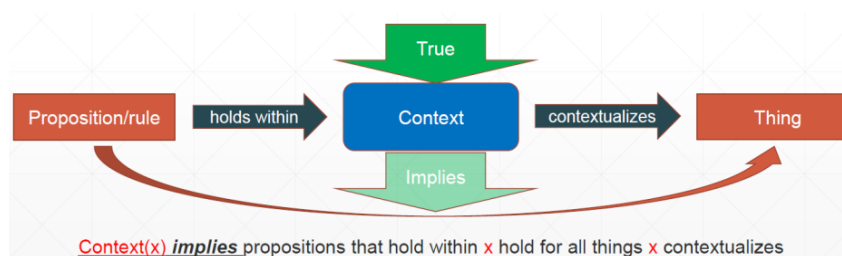 True
Proposition/rule holds within Context contextualizes Thing
Implies
Context(x) implies propositions that hold within x hold for all things x contextualizes